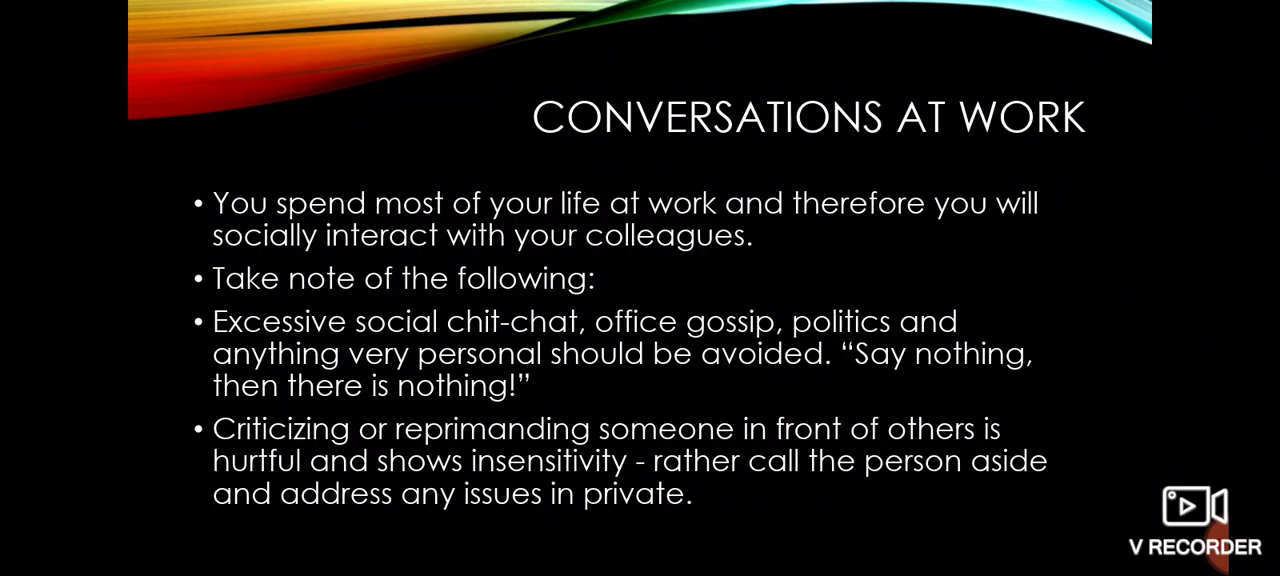 CONVERSATIONS AT WORK
• You spend most of your life at work and therefore you will
socially interact with your colleagues.
• Take note of the following:
• Excessive social chit-chat, office gossip, politics and
anything very personal should be avoided. “Say nothing,
then there is nothing!”
• Criticizing or reprimanding someone in front of others is
hurtful and shows insensitivity - rather call the person aside
and address any issues in private.
V RECORDER